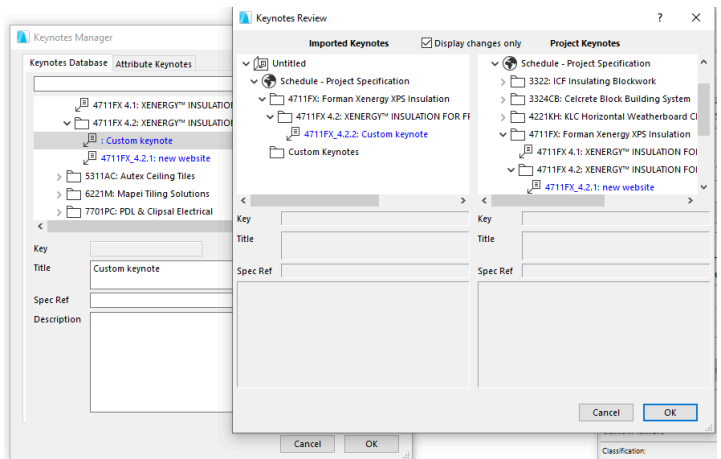 Keynotes Manager
Keynotes Database Attribute Keynotes
4711FX 4.1: XENERGY™ INSULATION
4711FX 4.2: XENERGY™ INSULATION
: Custom keynote
4711FX_4.2.1: new website
5311AC: Autex Ceiling Tiles
6221M: Mapei Tiling Solutions
7701PC: PDL & Clipsal Electrical
Key
Title
Custom keynote
Spec Ref
Description
Cancel OK
Keynotes Review
Imported Keynotes
Display changes only
Project Keynotes
Untitled
Schedule - Project Specification
4711FX: Forman Xenergy XPS Insulation
4711FX 4.2: XENERGY™ INSULATION FOR FF
4711FX_4.2.2: Custom keynote
Custom Keynotes
Key
Title
Spec Ref
Schedule - Project Specification
3322: ICF Insulating Blockwork
3324CB: Celcrete Block Building System
4221KH: KLC Horizontal Weatherboard Cl
4711FX: Forman Xenergy XPS Insulation
4711FX 4.1: XENERGY™ INSULATION FO
4711FX 4.2: XENERGY™ INSULATION FOI
4711FX_4.2.1: new website
Key
Title
Spec Ref
Cancel OK
Classification: